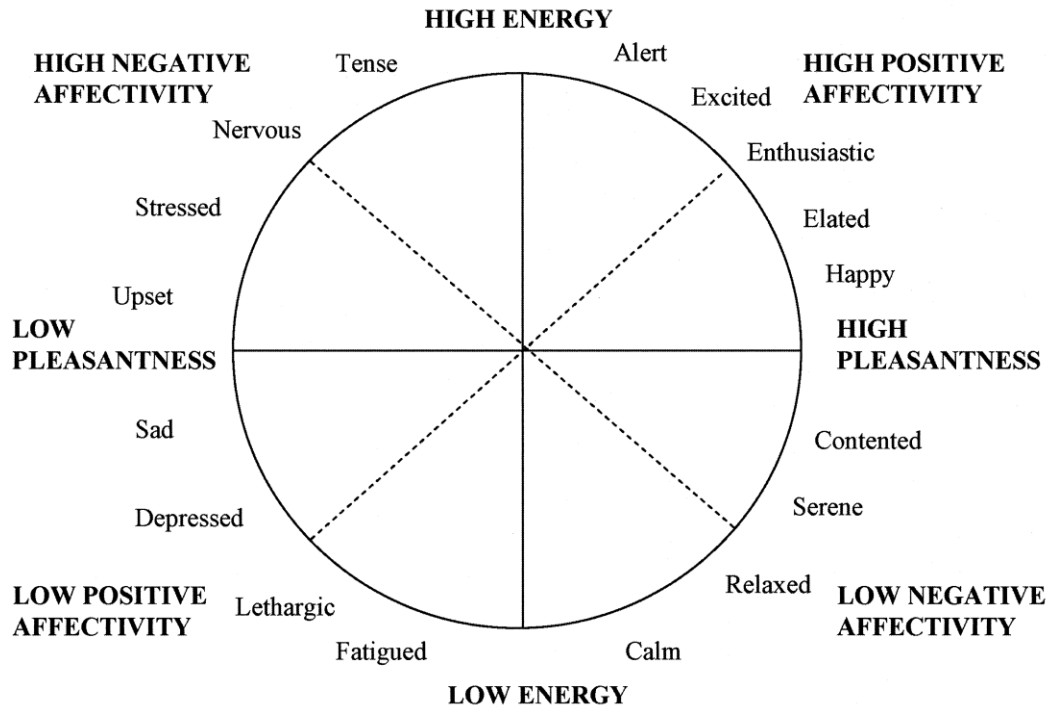 HIGH ENERGY
Tense
Alert
HIGH NEGATIVE
AFFECTIVITY
HIGH POSITIVE
AFFECTIVITY
Excited
Nervous
Enthusiastic
Stressed
Elated
Upset
Happy
LOW
PLEASANTNESS
HIGH
PLEASANTNESS
Sad
Contented
Depressed
Serene
LOW POSITIVE
AFFECTIVITY
Lethargic
Relaxed
LOW NEGATIVE
AFFECTIVITY
Fatigued
Calm
LOW ENERGY